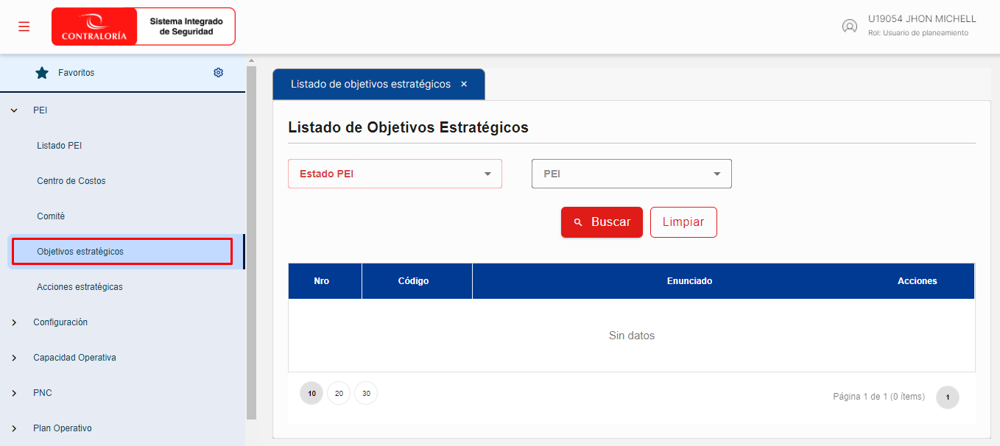 CONTRALORÍA
Sistema Integrado
de Seguridad
U19054 JHON MICHELL
Rol: Usuario de planeamiento
Favoritos
PEI
Listado PEI
Centro de Costos
Comité
Objetivos estratégicos
Acciones estratégicas
Configuración
Capacidad Operativa
PNC
Plan Operativo
Listado de objetivos estratégicos ×
Listado de Objetivos Estratégicos
Estado PEI
PEI
Buscar
Limpiar
Nro Código Enunciado Acciones
Sin datos
10 20 30
Página 1 de 1 (0 ítems) 1